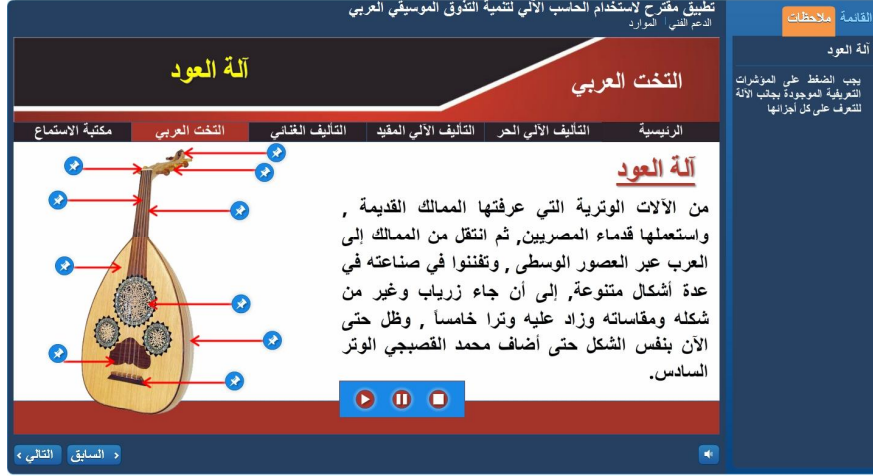 تطبيق مقترح لاستخدام الحاسب الآلي لتنمية التذوق الموسيقي العربي
الدعم الفني | الموارد
القائمة ملاحظات
آلة العود
يجب الضغط على المؤشرات
التعريفية الموجودة بجانب الآلة
للتعرف على كل أجزائها
التخت العربي
آلة العود
الرئيسية التأليف الآلي الحر التأليف الآلي المقيد التأليف الغنائي التخت العربي مكتبة الاستماع
آلة العود
من الآلات الوترية التي عرفتها الممالك القديمة ,
واستعملها قدماء المصريين, ثم انتقل من الممالك إلى
العرب عبر العصور الوسطى , وتفننوا في صناعته في
عدة أشكال متنوعة, إلى أن جاء زرياب وغير من
شكله ومقاساته وزاد عليه وترا خامساً , وظل حتى
الآن بنفس الشكل حتى أضاف محمد القصبجي الوتر
السادس.
< السابق التالي >